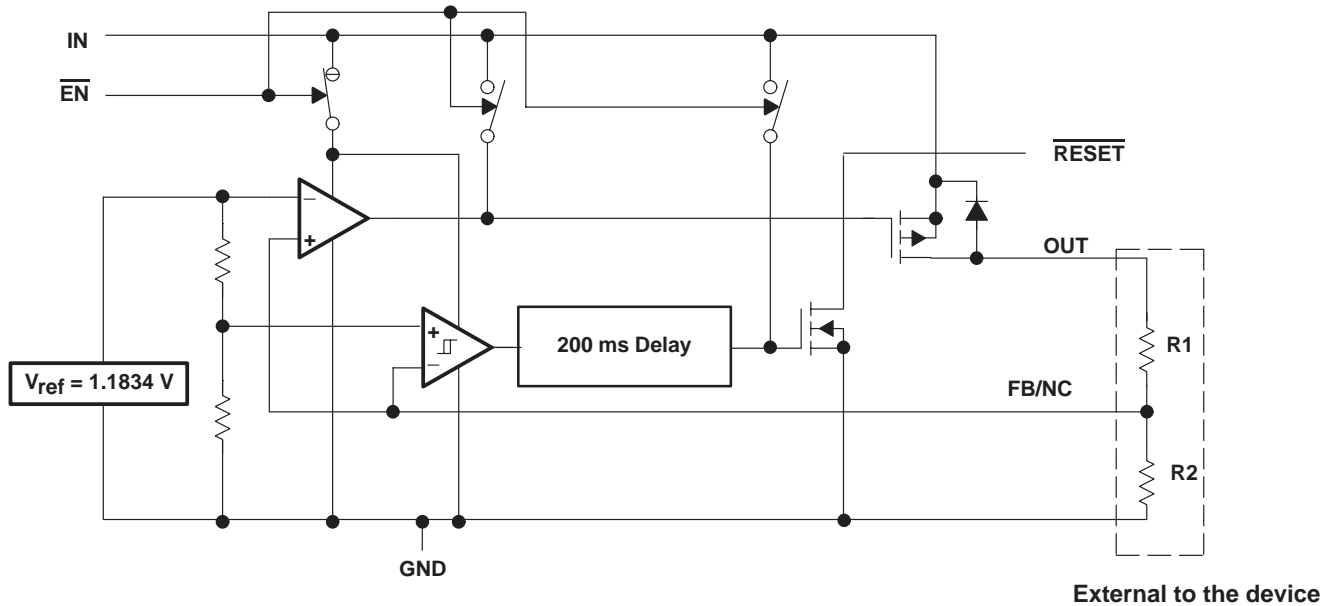 IN
EN
RESET
−
+
OUT
+
−
200 ms Delay
R1
Vref = 1.1834 V
FB/NC
R2
GND
External to the device